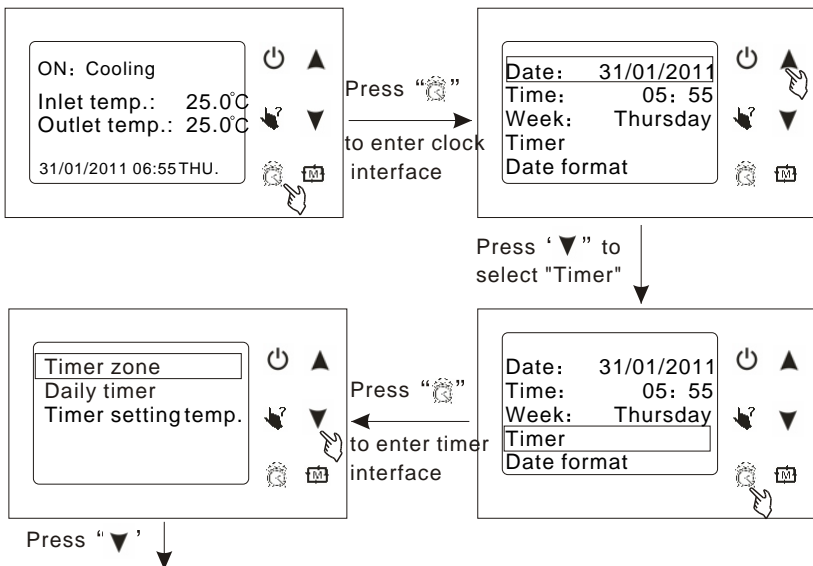 ON: Cooling
Inlet temp.: 25.0°C
Outlet temp.: 25.0°C
31/01/2011 06:55THU.
?
M
Press “ ”
to enter clock
interface
Date: 31/01/2011
Time: 05: 55
Week: Thursday
Timer
Date format
?
M
Press ‘▼” to
select "Timer"
Date: 31/01/2011
Time: 05: 55
Week: Thursday
Timer
Date format
?
M
Press “ ”
to enter timer
interface
Timer zone
Daily timer
Timer setting temp.
?
M
Press “▼’